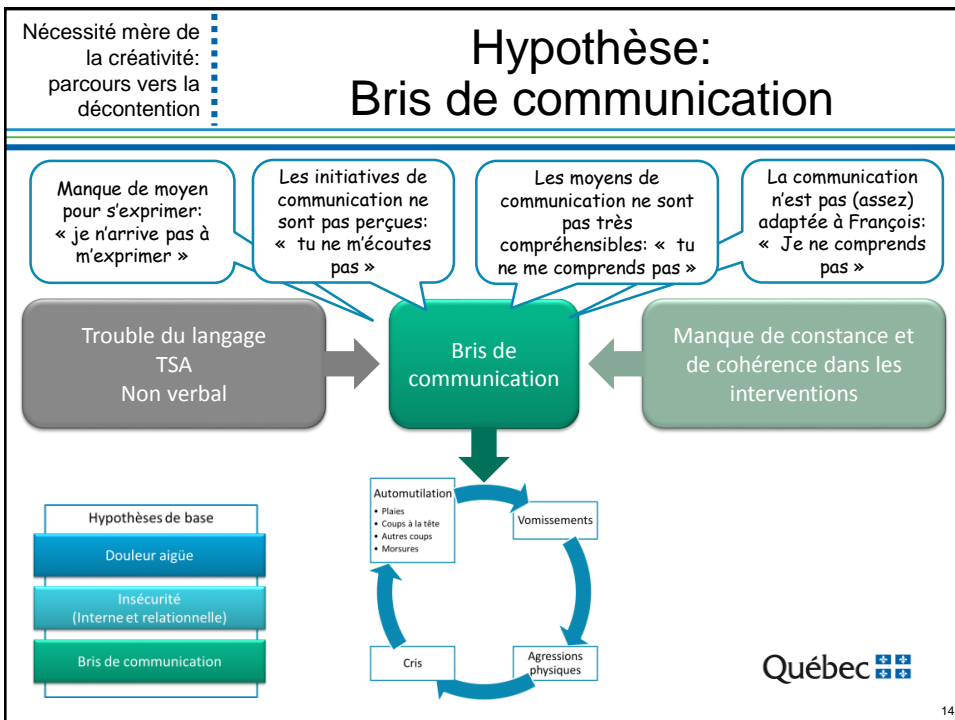 Nécessité mère de
la créativité:
parcours vers la
décontention
Hypothèse:
Bris de communication
Manque de moyen
pour s'exprimer:
« je n'arrive pas à
m'exprimer »
Les initiatives de
communication ne
sont pas perçues:
« tu ne m'écoutes
pas »
Les moyens de
communication ne sont
pas très
compréhensibles: « tu
ne me comprends pas »
La communication
n'est pas (assez)
adaptée à François:
« Je ne comprends
pas »
Trouble du langage
TSA
Non verbal
Bris de
communication
Manque de constance et
de cohérence dans les
interventions
Hypothèses de base
Douleur aigüe
Insécurité
(Interne et relationnelle)
Bris de communication
Automutilation
• Plaies
• Coups à la tête
• Autres coups
• Morsures
Vomissements
Agressions
physiques
Cris
Québec
14